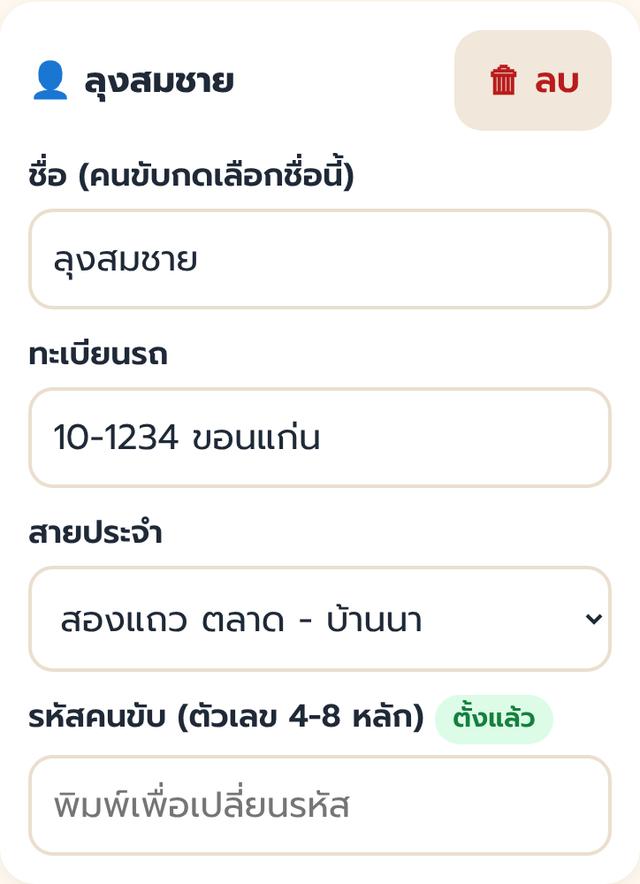 ลุงสมชาย
ลบ
ชื่อ (คนขับกดเลือกชื่อนี้)
ลุงสมชาย
ทะเบียนรถ
10-1234 ขอนแก่น
สายประจำ
สองแถว ตลาด - บ้านนา
รหัสคนขับ (ตัวเลข 4-8 หลัก) ตั้งแล้ว
พิมพ์เพื่อเปลี่ยนรหัส